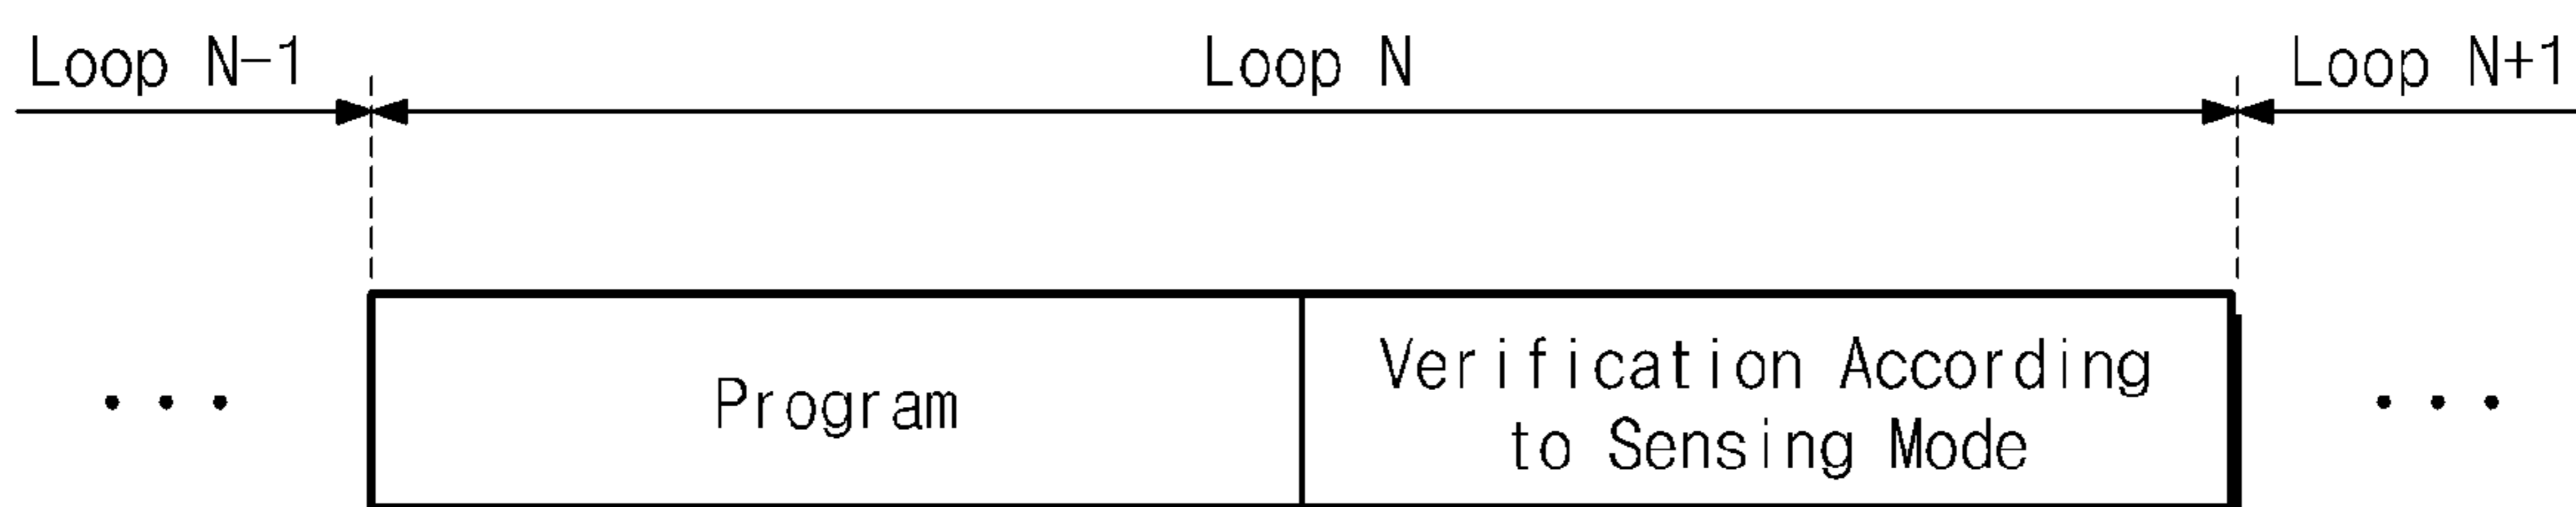 Loop N-1 Loop N Loop N+1
Program
Verification According
to Sensing Mode